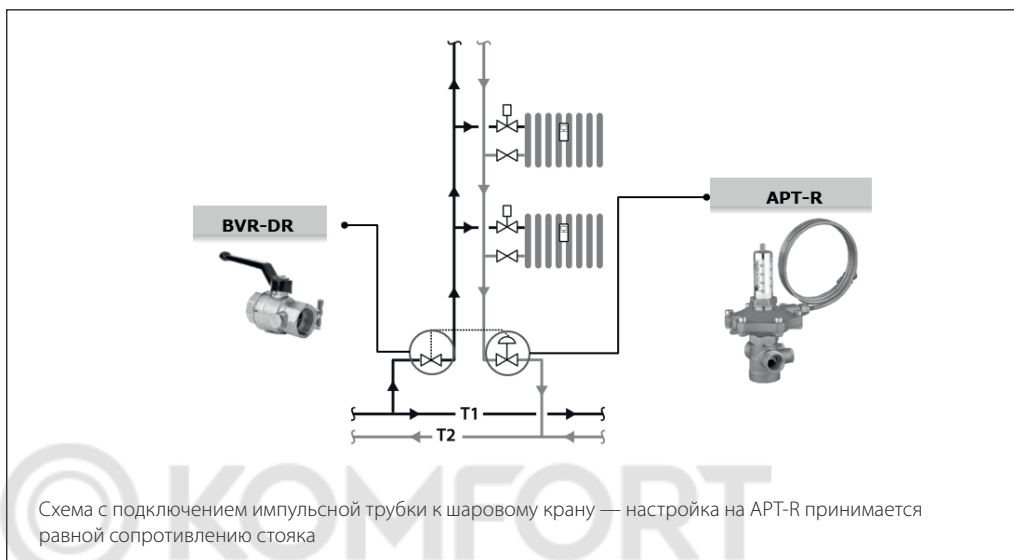 BVR-DR
APT-R
T1
T2
KOMFORT
Схема с подключением импульсной трубки к шаровому крану — настройка на APT-R принимается
равной сопротивлению стояка